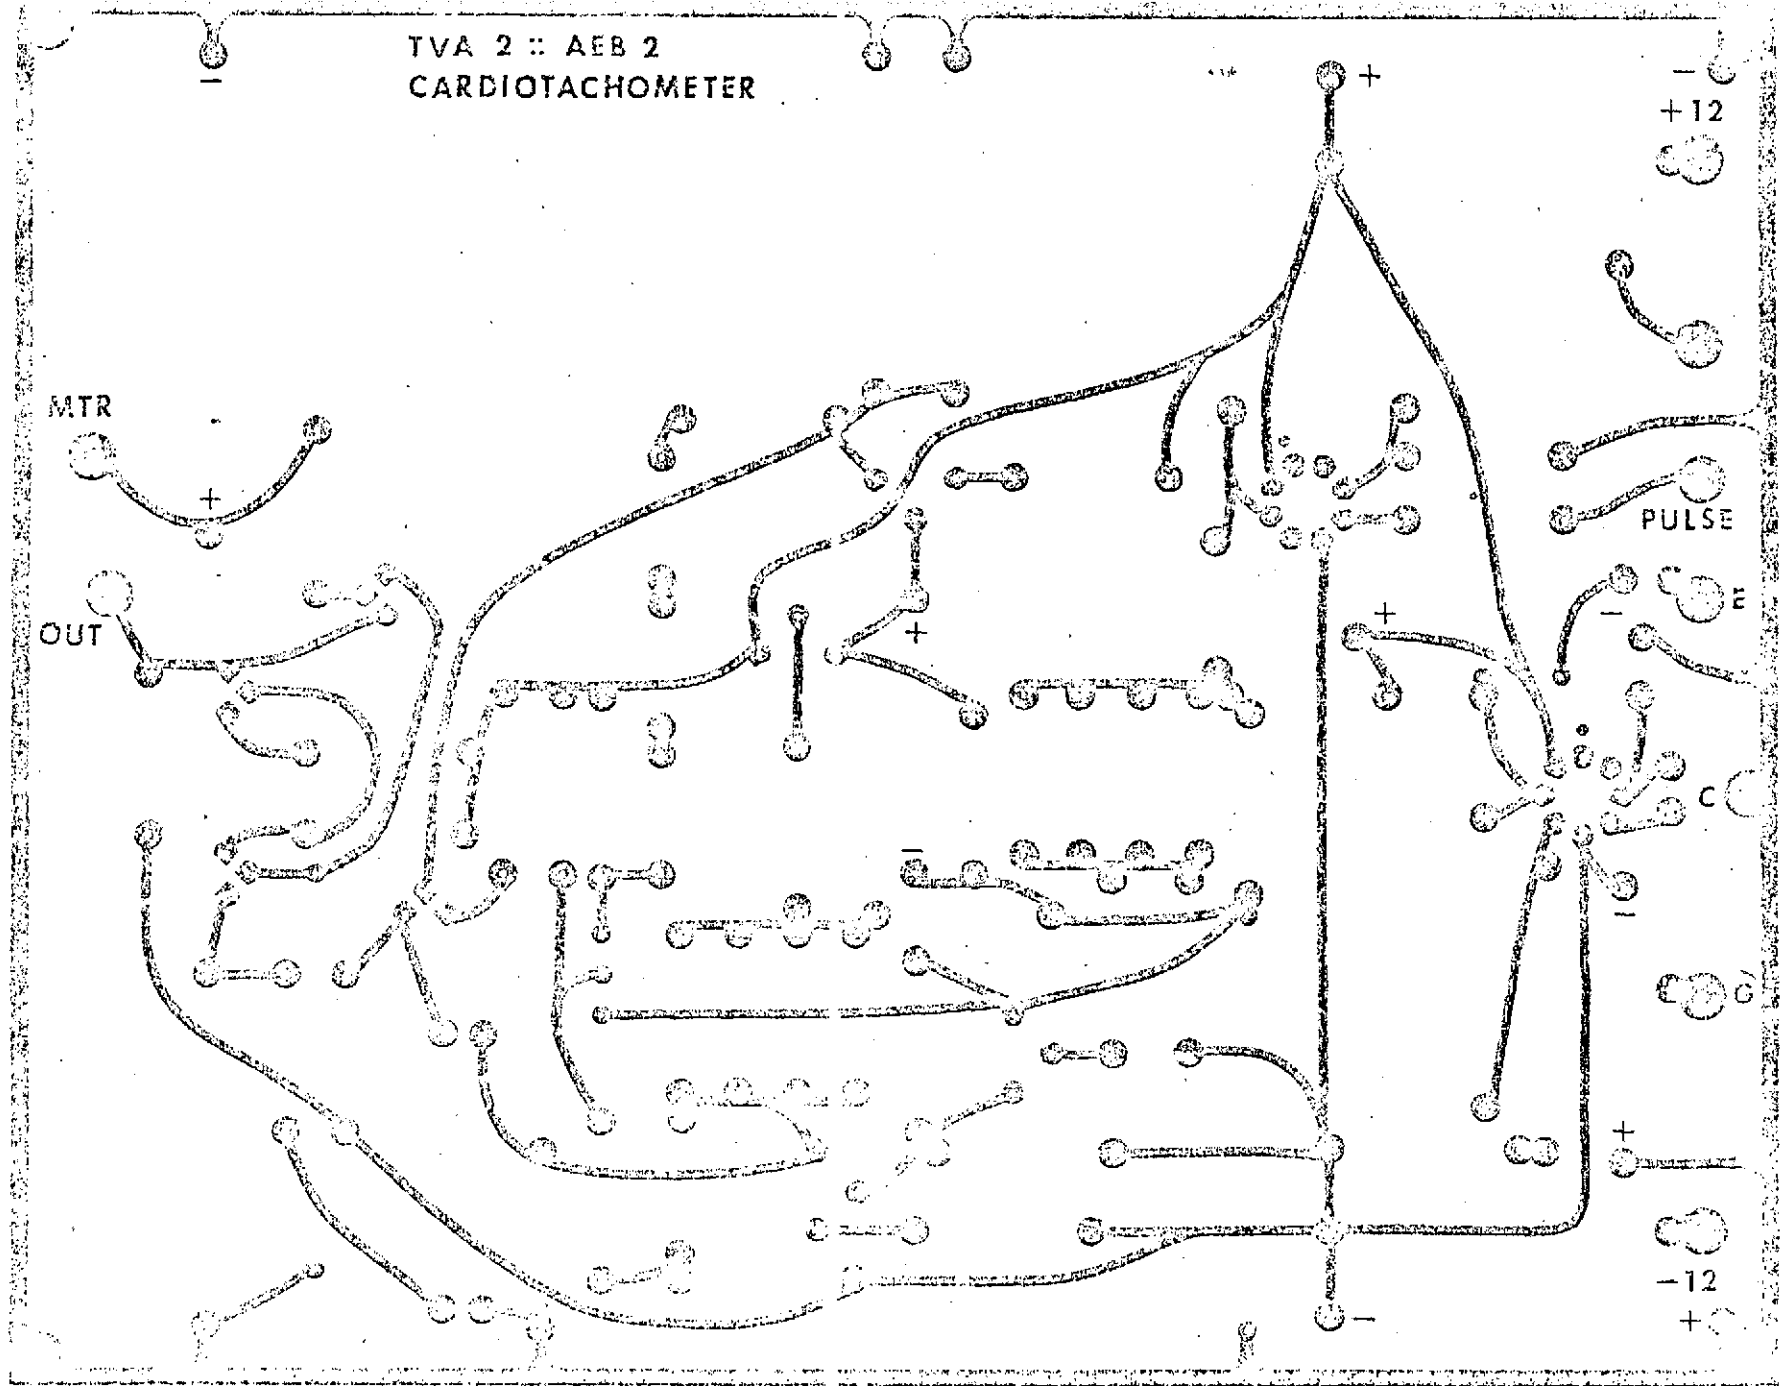 TVA 2 :: AEB 2
CARDIOTACHOMETER
-
+
-
+12
MTR
+
PULSE
OUT
+
+
-
E
C
-
-
G
+
-12
-
+